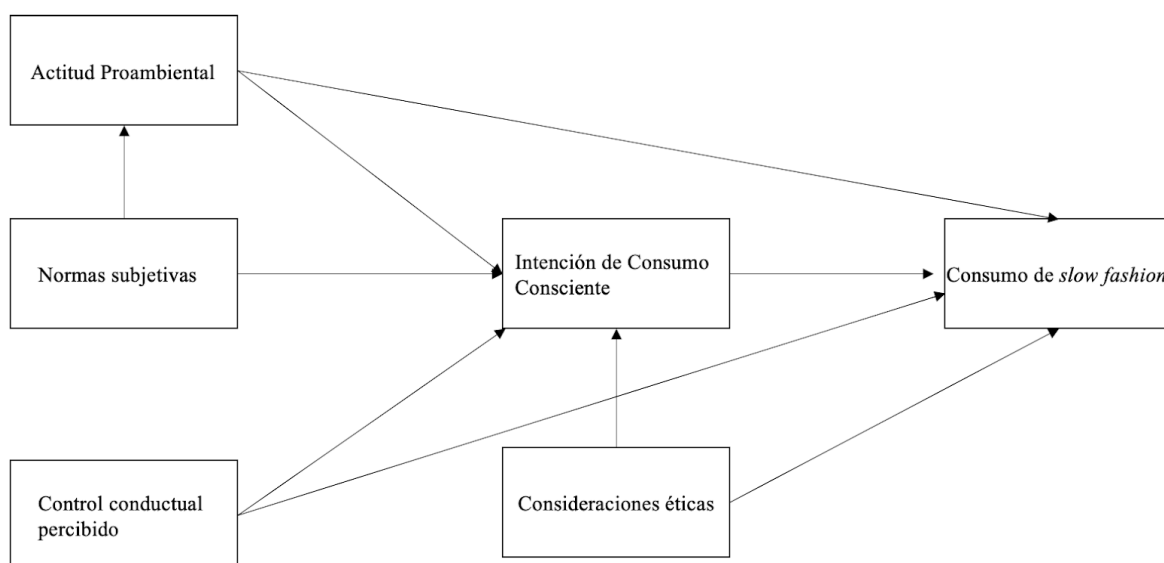 Actitud Proambiental
Normas subjetivas
Intención de Consumo
Consciente
Consumo de slow fashion
Control conductual
percibido
Consideraciones éticas